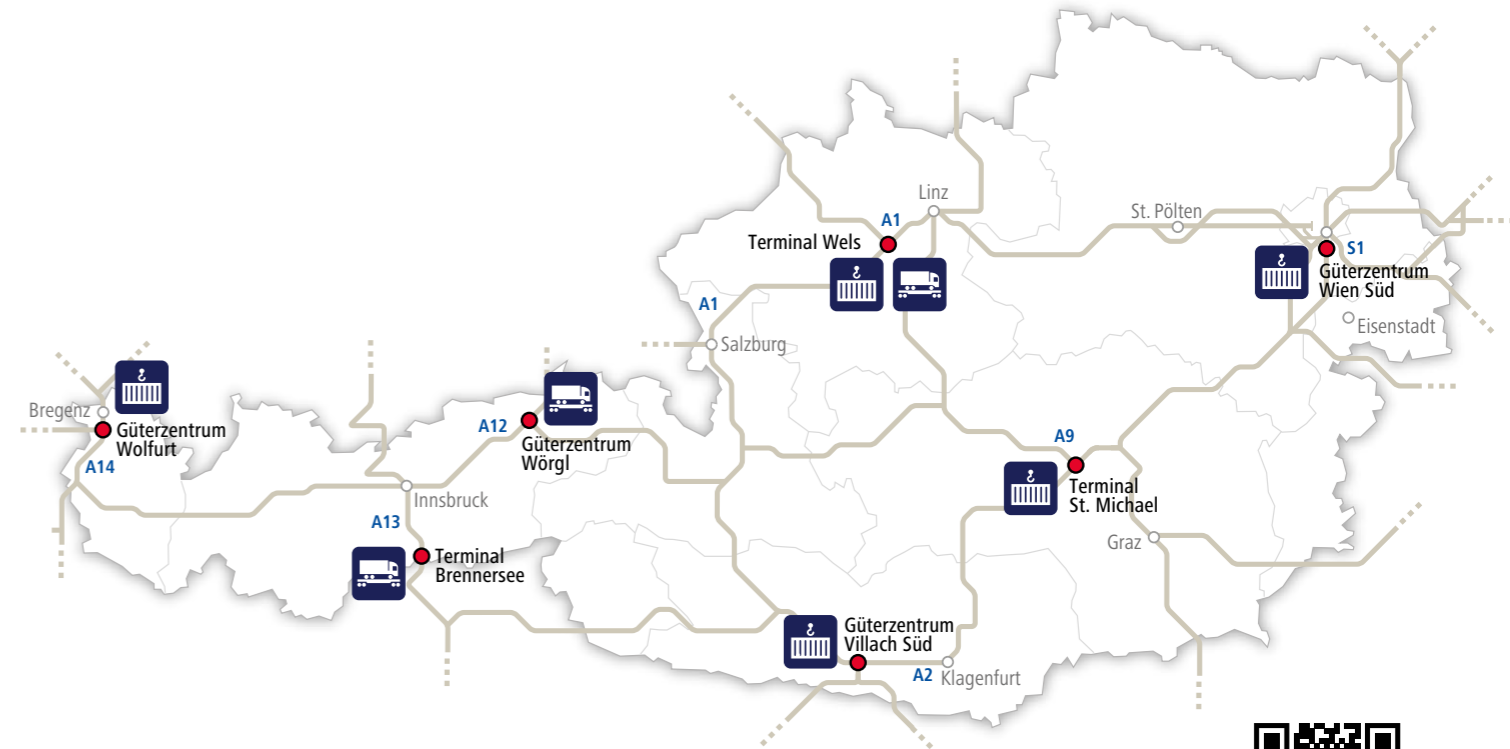 Linz
St. Pölten
A1
Terminal Wels
S1
Güterzentrum
Wien Süd
A1
Eisenstadt
Salzburg
Bregenz
Güterzentrum
Wolfurt
A12
Güterzentrum
Wörgl
A9
A14
Terminal
St. Michael
Innsbruck
A13
Graz
Terminal
Brennersee
Güterzentrum
Villach Süd
A2
Klagenfurt